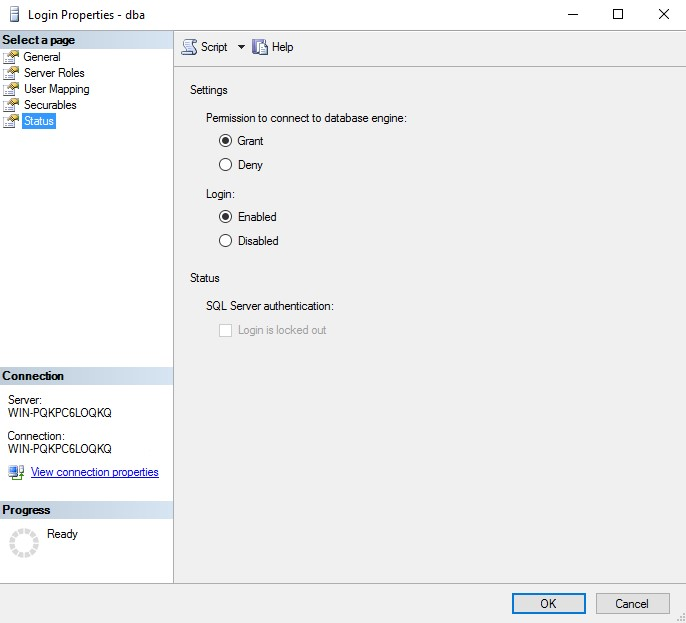 Login Properties - dba
Select a page
General
Server Roles
User Mapping
Securables
Status
Script
Help
Settings
Permission to connect to database engine:
Grant
Deny
Login:
Enabled
Disabled
Status
SQL Server authentication:
Login is locked out
Connection
Server:
WIN-PQKPC6LOQKQ
Connection:
WIN-PQKPC6LOQKQ
View connection properties
Progress
Ready
OK
Cancel